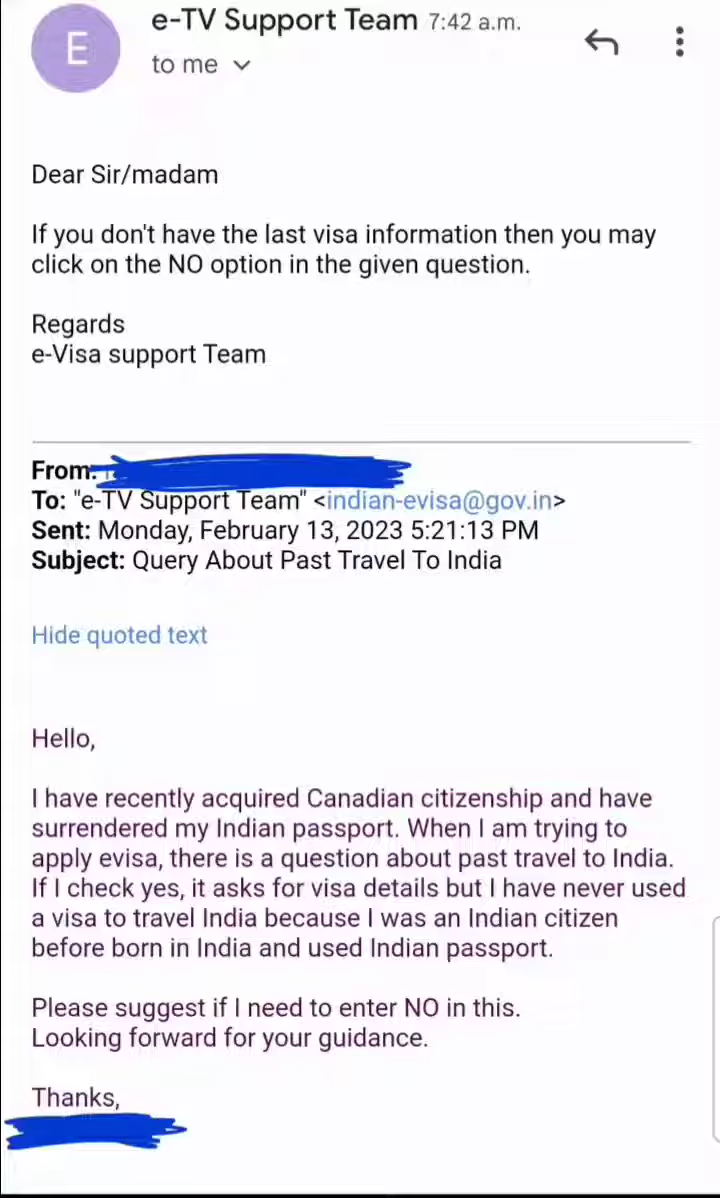 E
e-TV Support Team 7:42 a.m.
to me
Dear Sir/madam
If you don't have the last visa information then you may
click on the NO option in the given question.
Regards
e-Visa support Team
From:
To: "e-TV Support Team" <indian-evisa@gov.in>
Sent: Monday, February 13, 2023 5:21:13 PM
Subject: Query About Past Travel To India
Hide quoted text
Hello,
I have recently acquired Canadian citizenship and have
surrendered my Indian passport. When I am trying to
apply evisa, there is a question about past travel to India.
If I check yes, it asks for visa details but I have never used
a visa to travel India because I was an Indian citizen
before born in India and used Indian passport.
Please suggest if I need to enter NO in this.
Looking forward for your guidance.
Thanks,